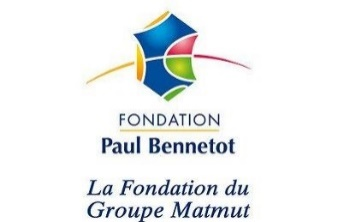 FONDATION
Paul Bennetot
La Fondation du
Groupe Matmut